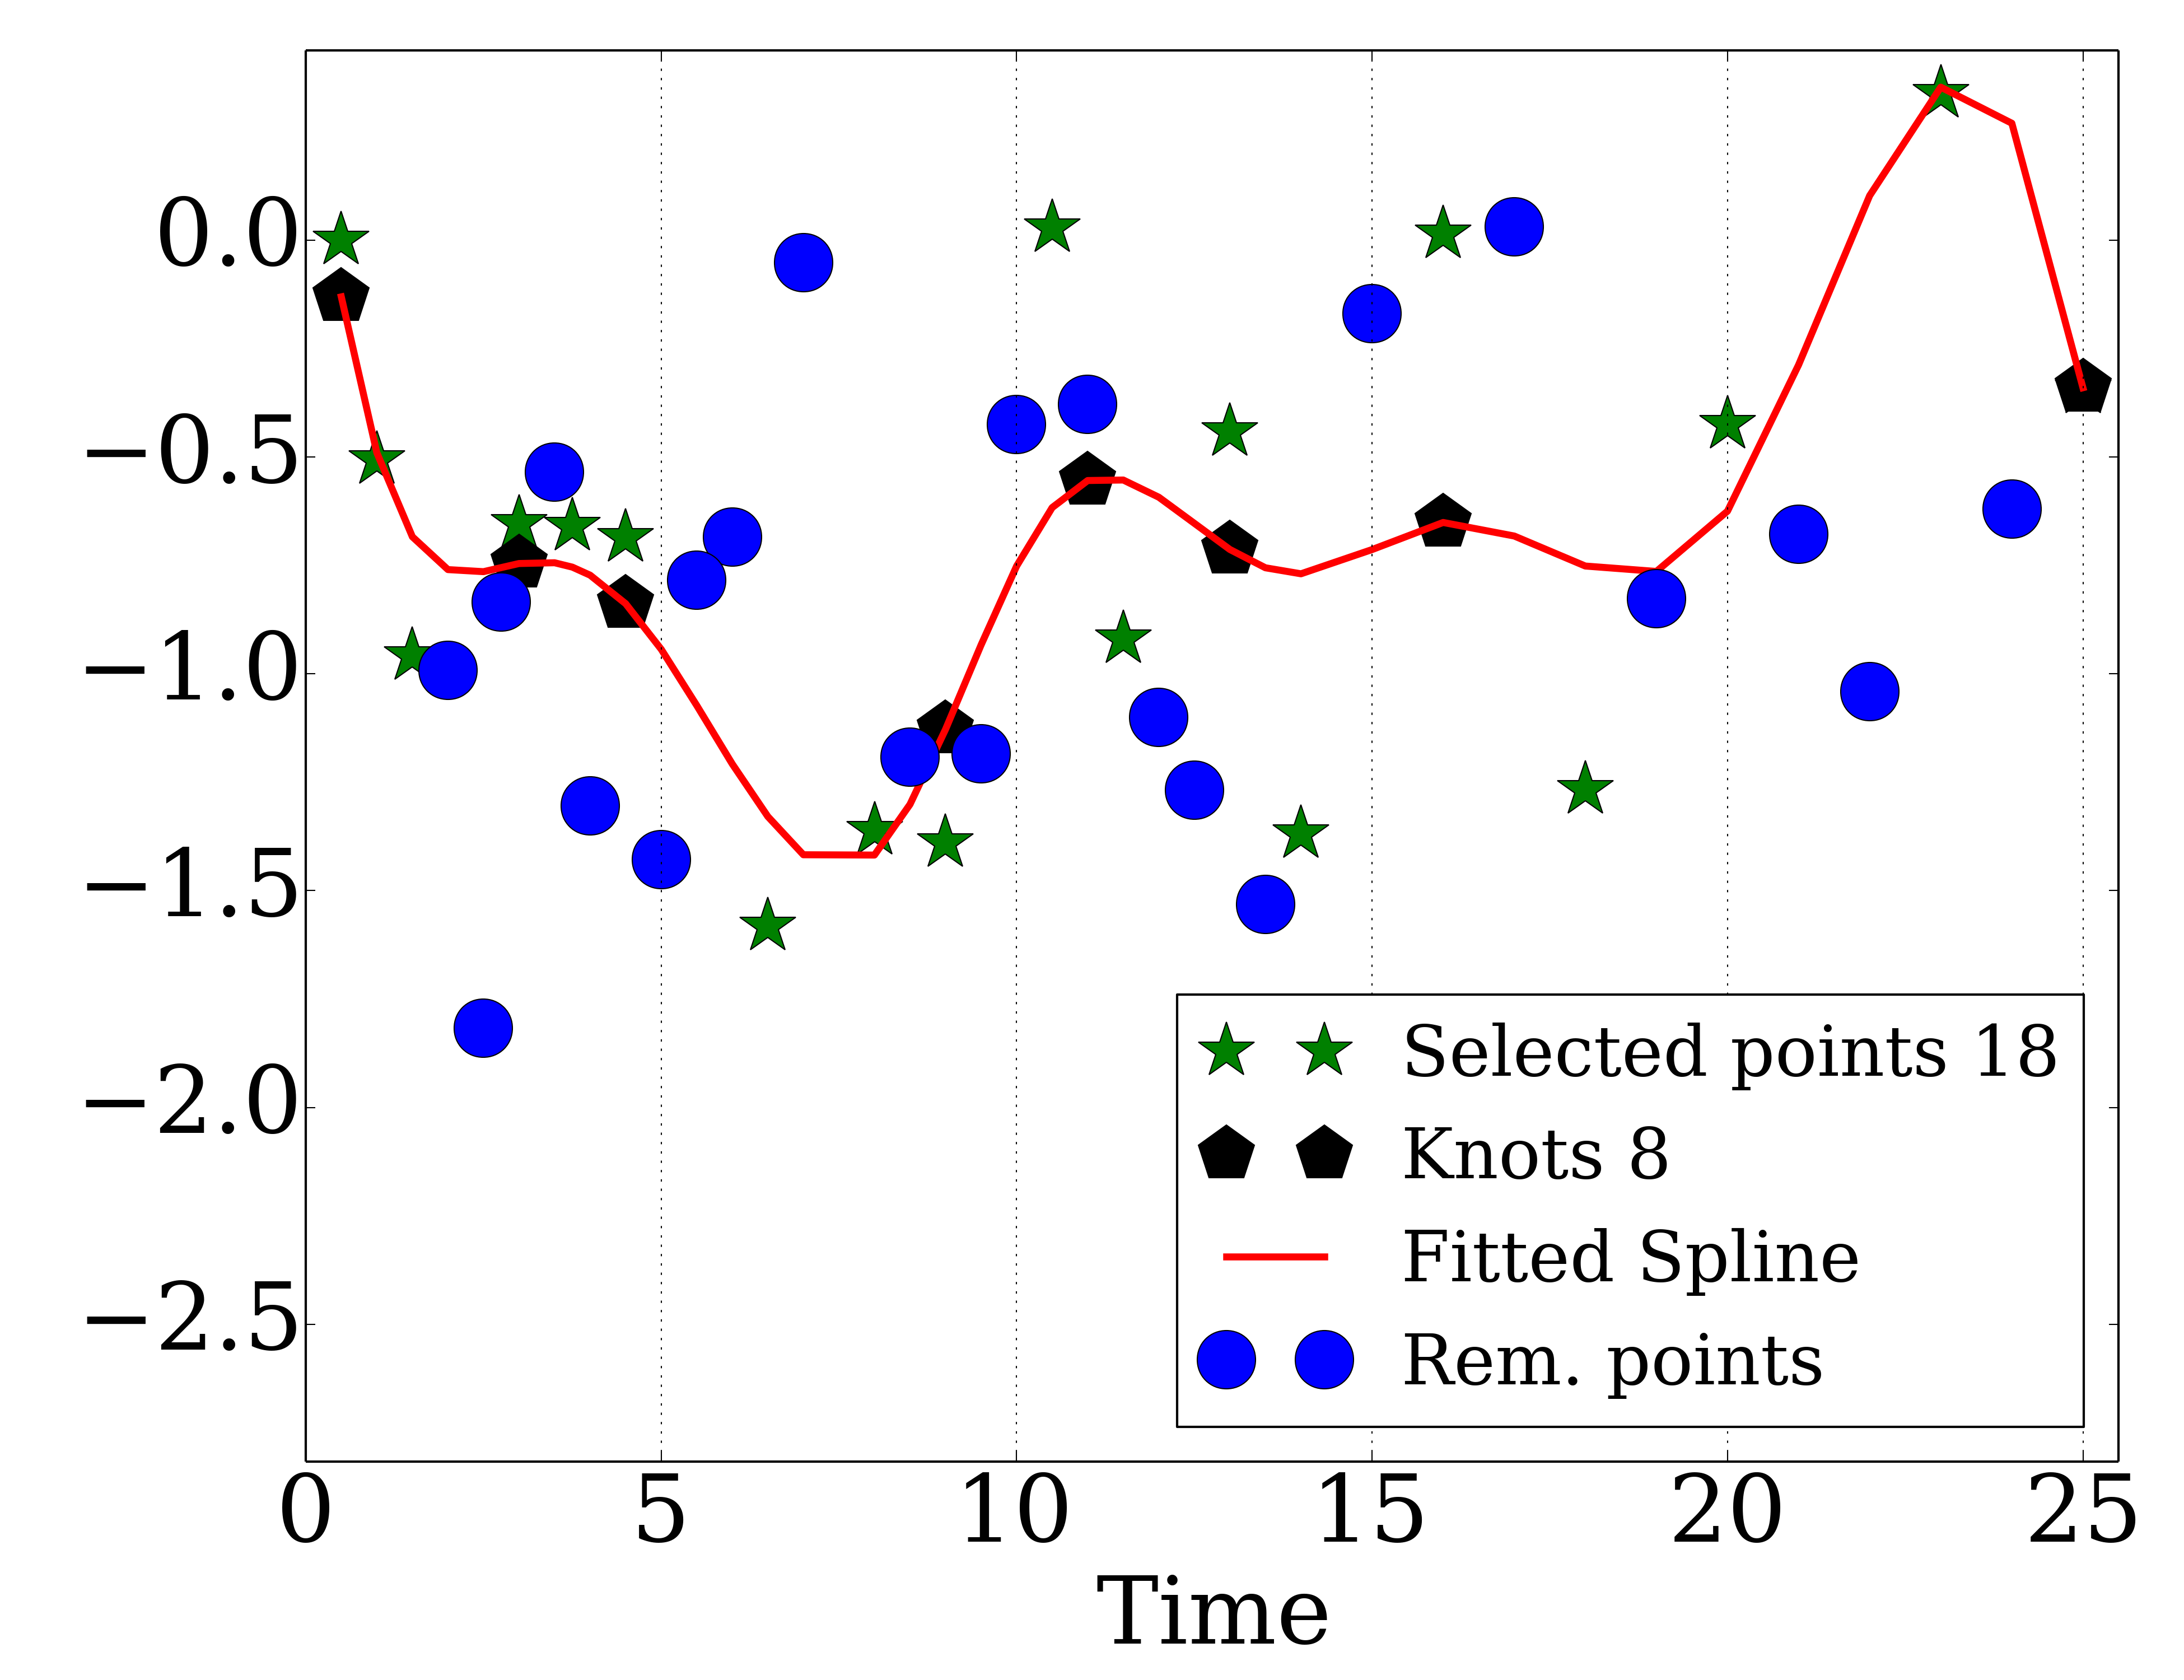 0.0
−0.5
−1.0
−1.5
−2.0
−2.5
0 5 10 15 20 25
Time
Selected points 18
Knots 8
Fitted Spline
Rem. points